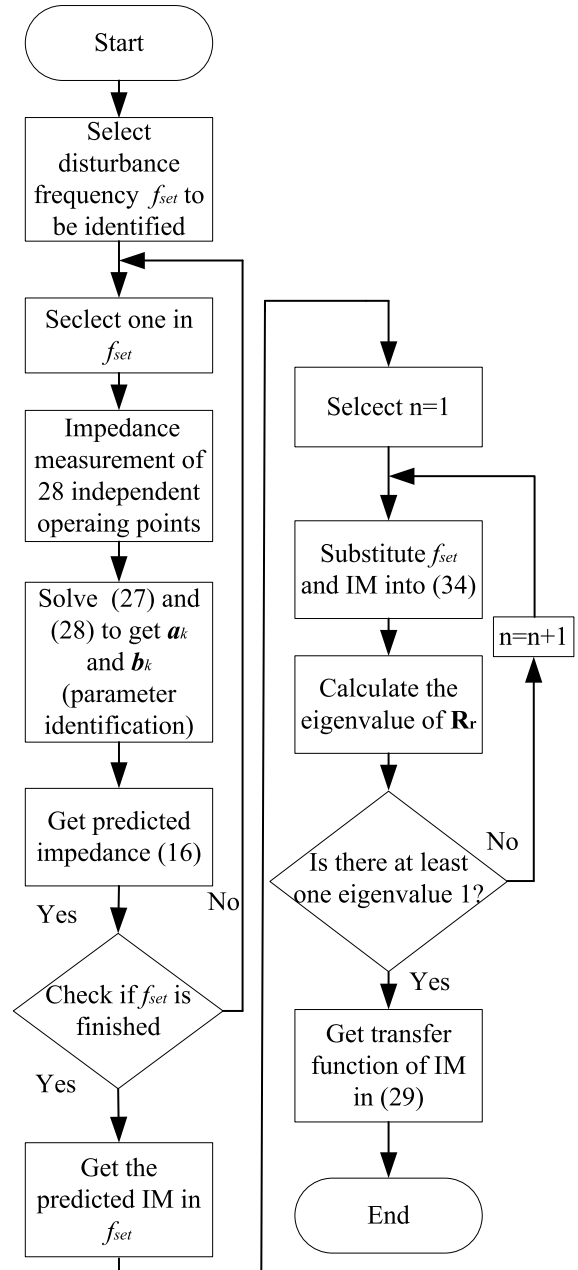 Start
Select
disturbance
frequency fset to
be identified
Seclect one in
fset
Impedance
measurement of
28 independent
operaing points
Solve (27) and
(28) to get ak
and bk
(parameter
identification)
Get predicted
impedance (16)
Yes
No
Check if fset is
finished
Yes
Get the
predicted IM in
fset
Selcect n=1
Substitute fset
and IM into (34)
n=n+1
Calculate the
eigenvalue of Rr
No
Is there at least
one eigenvalue 1?
Yes
Get transfer
function of IM
in (29)
End